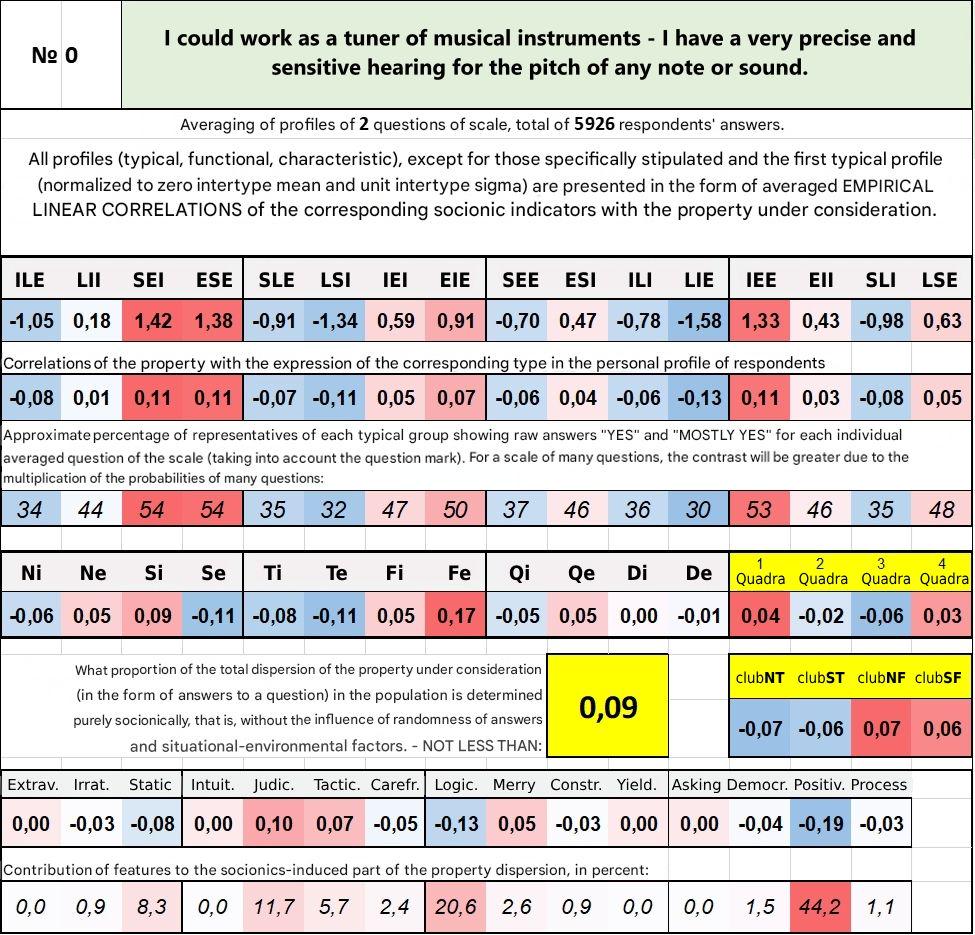 № 0
I could work as a tuner of musical instruments - I have a very precise and
sensitive hearing for the pitch of any note or sound.
Averaging of profiles of 2 questions of scale, total of 5926 respondents' answers.
All profiles (typical, functional, characteristic), except for those specifically stipulated and the first typical profile
(normalized to zero intertype mean and unit intertype sigma) are presented in the form of averaged EMPIRICAL
LINEAR CORRELATIONS of the corresponding socionic indicators with the property under consideration.
ILE LII SEI ESE SLE LSI IEI EIE SEE ESI ILI LIE IEE EII SLI LSE
-1,05 0,18 1,42 1,38 -0,91 -1,34 0,59 0,91 -0,70 0,47 -0,78 -1,58 1,33 0,43 -0,98 0,63
Correlations of the property with the expression of the corresponding type in the personal profile of respondents
-0,08 0,01 0,11 0,11 -0,07 -0,11 0,05 0,07 -0,06 0,04 -0,06 -0,13 0,11 0,03 -0,08 0,05
Approximate percentage of representatives of each typical group showing raw answers "YES" and "MOSTLY YES" for each individual
averaged question of the scale (taking into account the question mark). For a scale of many questions, the contrast will be greater due to the
multiplication of the probabilities of many questions:
34 44 54 54 35 32 47 50 37 46 36 30 53 46 35 48
Ni Ne Si Se Ti Te Fi Fe Qi Qe Di De 1 Quadra 2 Quadra 3 Quadra 4 Quadra
-0,06 0,05 0,09 -0,11 -0,08 -0,11 0,05 0,17 -0,05 0,05 0,00 -0,01 0,04 -0,02 -0,06 0,03
What proportion of the total dispersion of the property under consideration
(in the form of answers to a question) in the population is determined
purely socionically, that is, without the influence of randomness of answers
and situational-environmental factors. - NOT LESS THAN:
0,09
clubNT clubST clubNF clubSF
-0,07 -0,06 0,07 0,06
Extrav. Irrat. Static Intuit. Judic. Tactic. Carefr. Logic. Merry Constr. Yield. Asking Democr. Positiv. Process
0,00 -0,03 -0,08 0,00 0,10 0,07 -0,05 -0,13 0,05 -0,03 0,00 0,00 -0,04 -0,19 -0,03
Contribution of features to the socionics-induced part of the property dispersion, in percent:
0,0 0,9 8,3 0,0 11,7 5,7 2,4 20,6 2,6 0,9 0,0 0,0 1,5 44,2 1,1